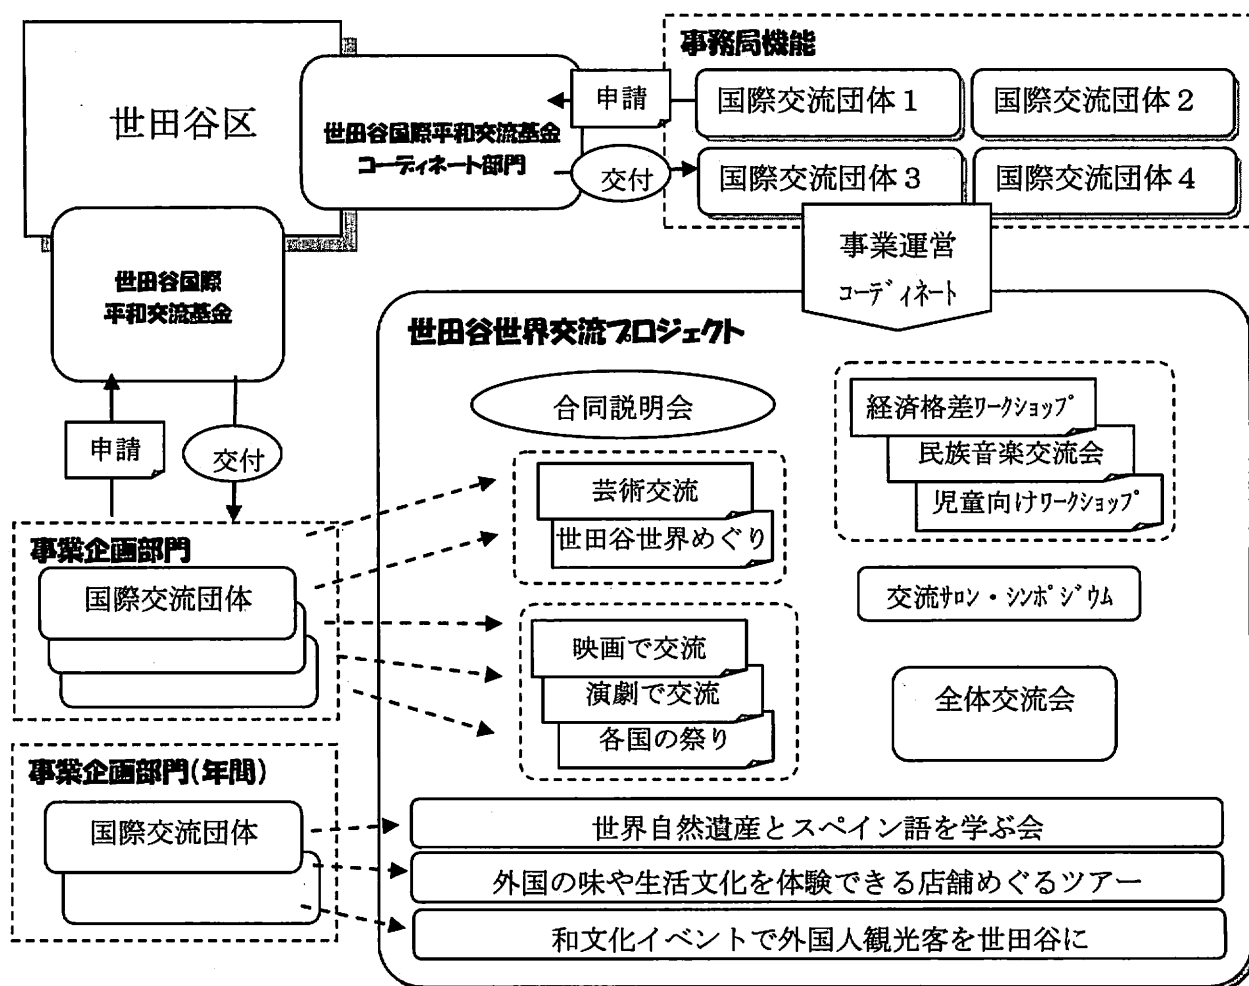 世田谷区
世田谷国際平和交流基金
コーディネート部門
申請
交付
事務局機能
国際交流団体1
国際交流団体2
国際交流団体3
国際交流団体4
事業運営
ｺｰﾃﾞｨﾈｰﾄ
世田谷国際
平和交流基金
申請
交付
事業企画部門
国際交流団体
事業企画部門(年間)
国際交流団体
世田谷世界交流プロジェクト
合同説明会
芸術交流
世田谷世界めぐり
映画で交流
演劇で交流
各国の祭り
経済格差ﾜｰｸｼｮｯﾌﾟ
民族音楽交流会
児童向けﾜｰｸｼｮｯﾌﾟ
交流ｻﾛﾝ・ｼﾝﾎﾟｼﾞｳﾑ
全体交流会
世界自然遺産とスペイン語を学ぶ会
外国の味や生活文化を体験できる店舗めぐるツアー
和文化イベントで外国人観光客を世田谷に